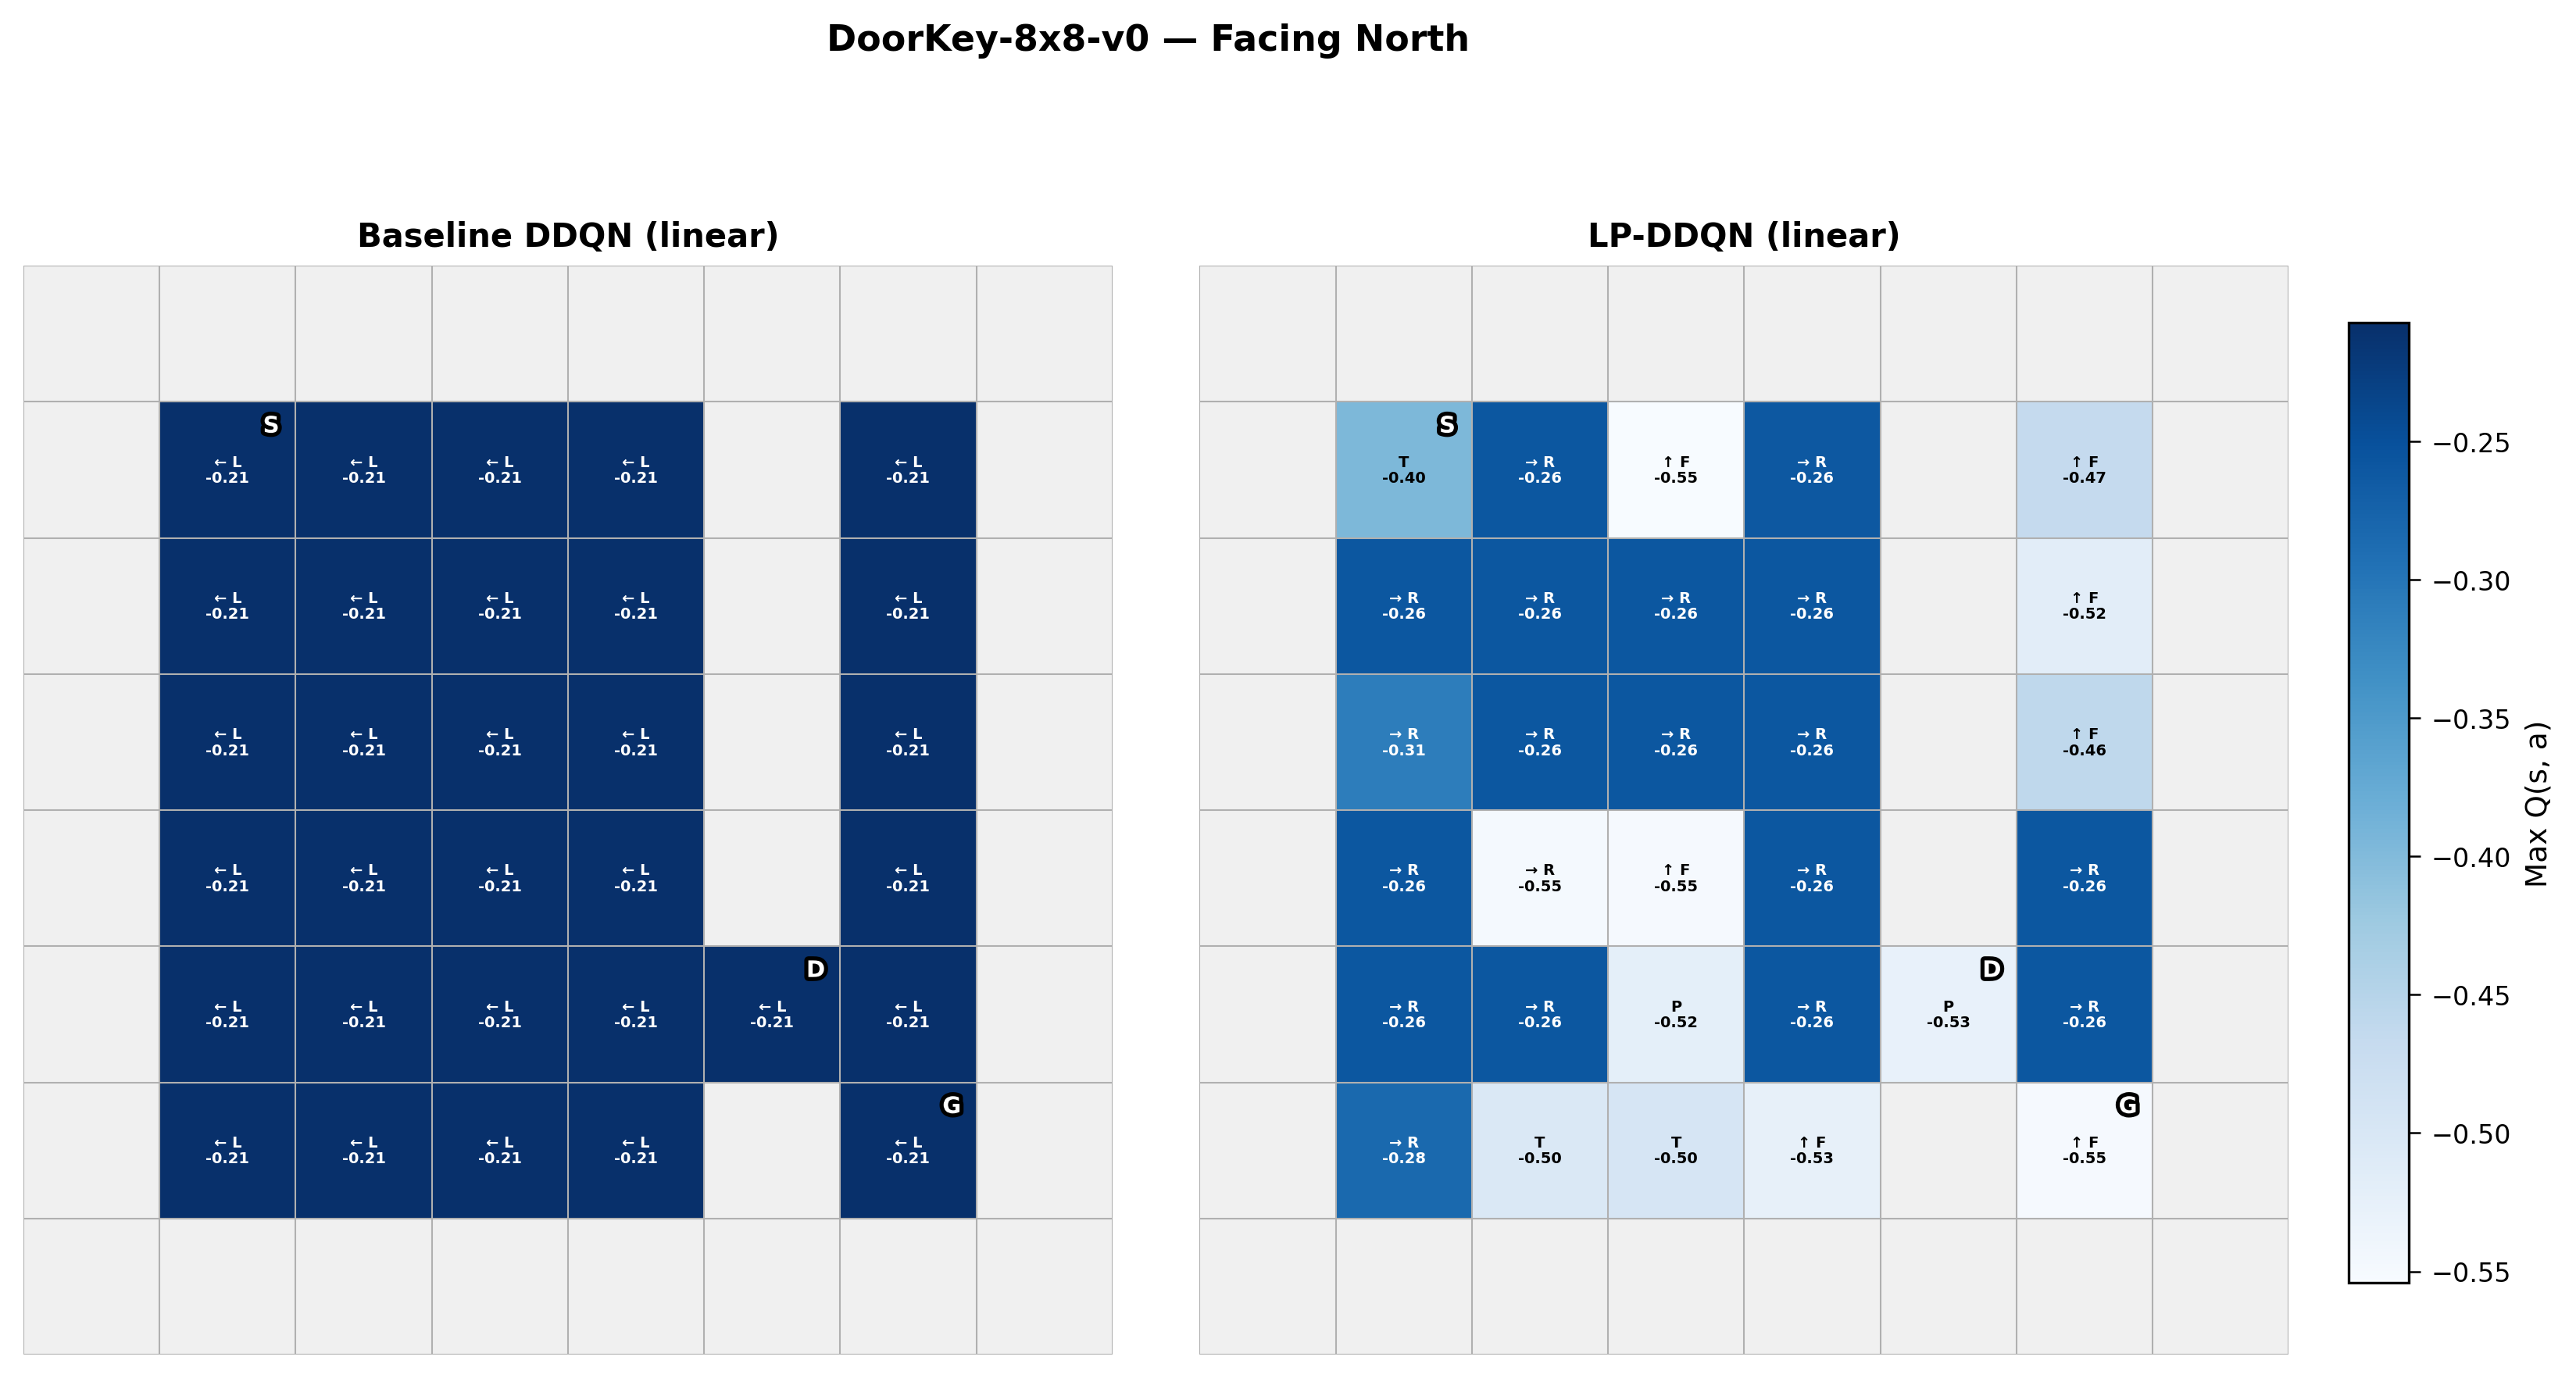 DoorKey-8x8-v0 — Facing North
Baseline DDQN (linear)
S
← L ← L ← L ← L ← L
-0.21 -0.21 -0.21 -0.21 -0.21
← L ← L ← L ← L ← L
-0.21 -0.21 -0.21 -0.21 -0.21
← L ← L ← L ← L ← L
-0.21 -0.21 -0.21 -0.21 -0.21
← L ← L ← L ← L ← L
-0.21 -0.21 -0.21 -0.21 -0.21
D
← L ← L ← L ← L ← L ← L
-0.21 -0.21 -0.21 -0.21 -0.21 -0.21
G
← L ← L ← L ← L ← L
-0.21 -0.21 -0.21 -0.21 -0.21
LP-DDQN (linear)
S
T → R ↑ F → R ↑ F
-0.40 -0.26 -0.55 -0.26 -0.47
→ R → R → R → R ↑ F
-0.26 -0.26 -0.26 -0.26 -0.52
→ R → R → R → R ↑ F
-0.31 -0.26 -0.26 -0.26 -0.46
→ R → R ↑ F → R → R
-0.26 -0.55 -0.55 -0.26 -0.26
D
→ R → R P → R P → R
-0.26 -0.26 -0.52 -0.26 -0.53 -0.26
G
→ R T T ↑ F ↑ F
-0.28 -0.50 -0.50 -0.53 -0.55
−0.25
−0.30
−0.35
−0.40
−0.45
−0.50
−0.55
Max Q(s, a)